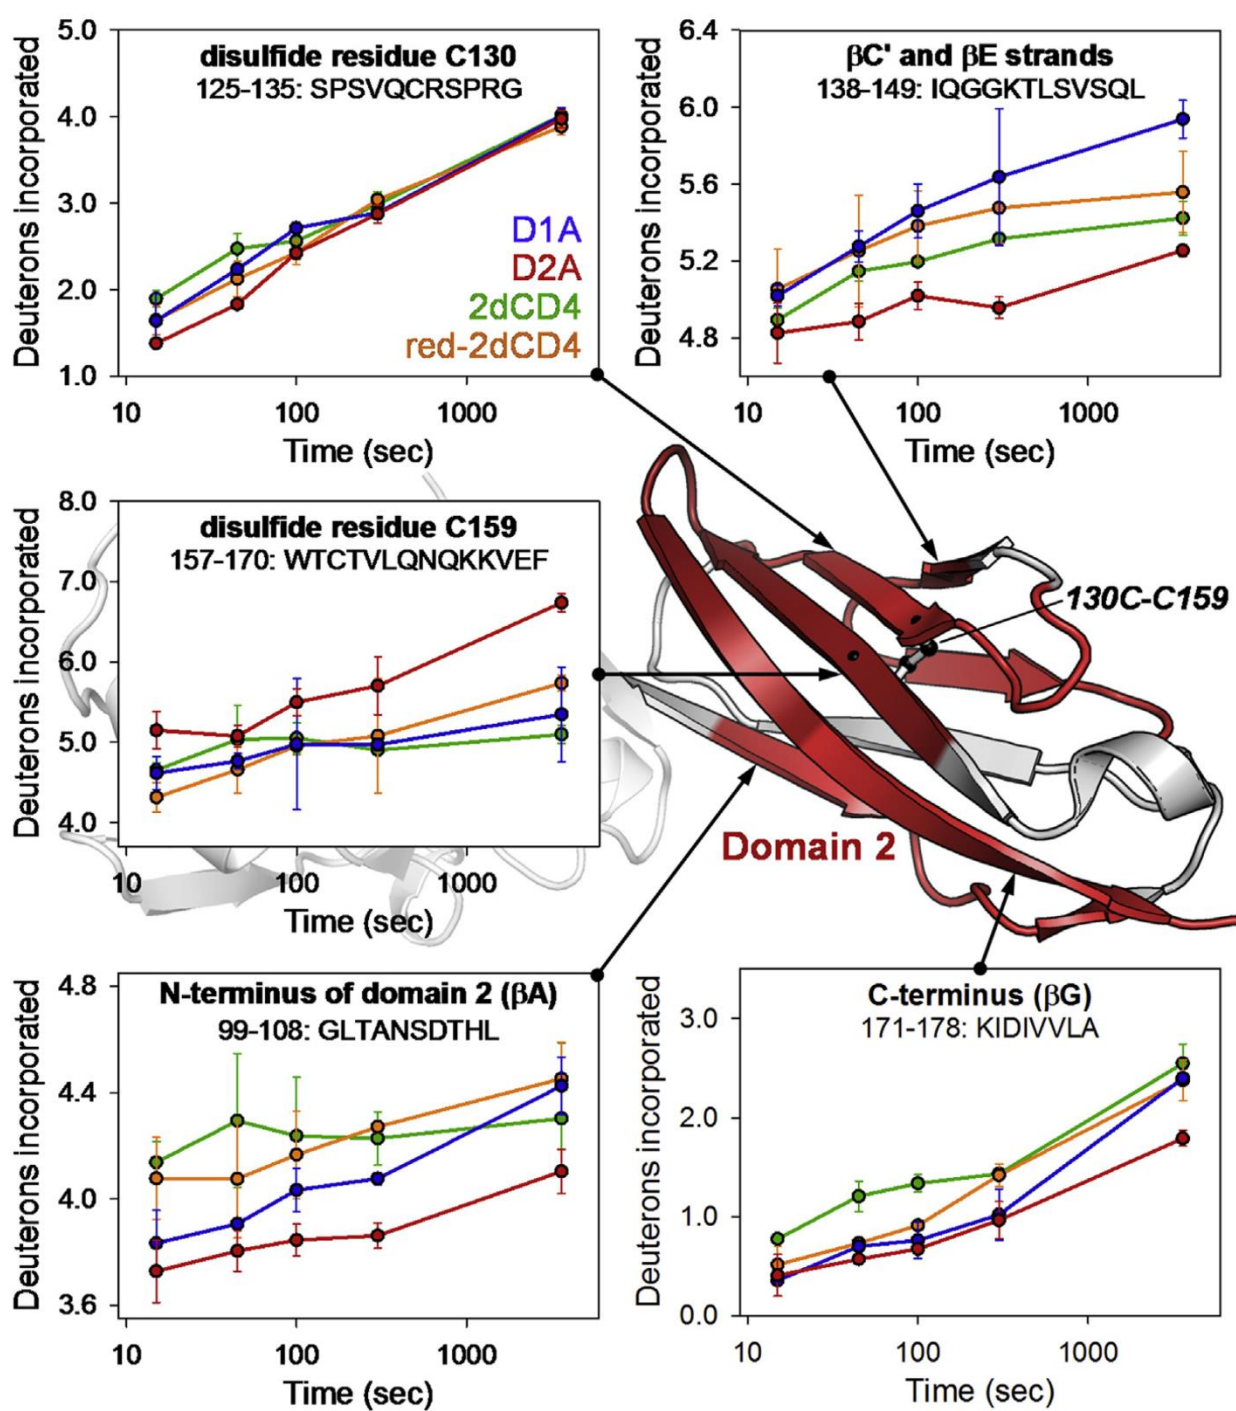 disulfide residue C130
125-135: SPSVQCRSPRG
Deuterons incorporated
5.0
4.0
3.0
2.0
1.0
D1A
D2A
2dCD4
red-2dCD4
10
100
1000
Time (sec)
βC' and βE strands
138-149: IQGGKTLSVSQL
Deuterons incorporated
6.4
6.0
5.6
5.2
4.8
10
100
1000
Time (sec)
disulfide residue C159
157-170: WTCTVLQNQKKVEF
Deuterons incorporated
8.0
7.0
6.0
5.0
4.0
10
100
1000
Time (sec)
130C-C159
Domain 2
N-terminus of domain 2 (βA)
99-108: GLTANSDTHL
Deuterons incorporated
4.8
4.4
4.0
3.6
10
100
1000
Time (sec)
C-terminus (βG)
171-178: KIDIVVLA
Deuterons incorporated
3.0
2.0
1.0
0.0
10
100
1000
Time (sec)